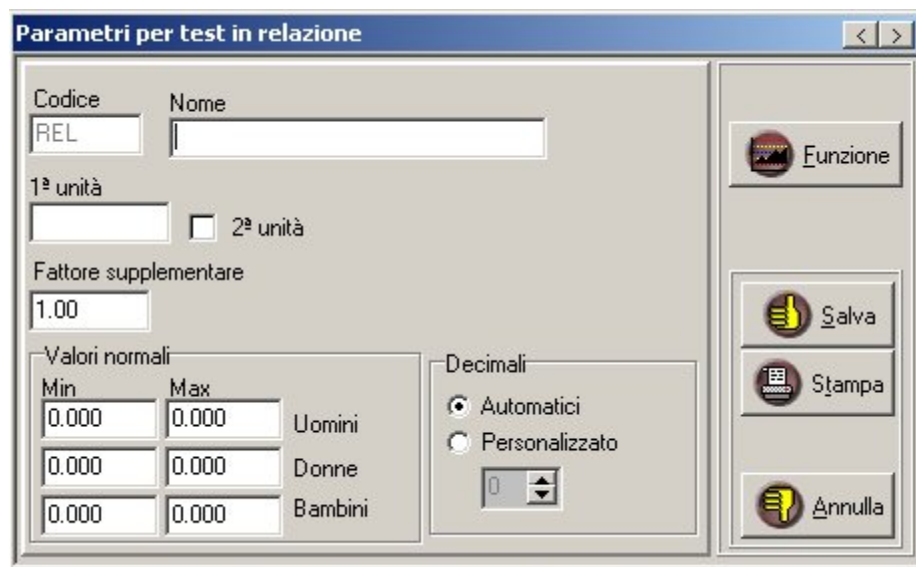 Parametri per test in relazione
Codice Nome
REL
1ª unità
2ª unità
Fattore supplementare
1.00
Valori normali
Min Max
0.000 0.000 Uomini
0.000 0.000 Donne
0.000 0.000 Bambini
Decimali
Automatici
Personalizzato
0
Funzione
Salva
Stampa
Annulla